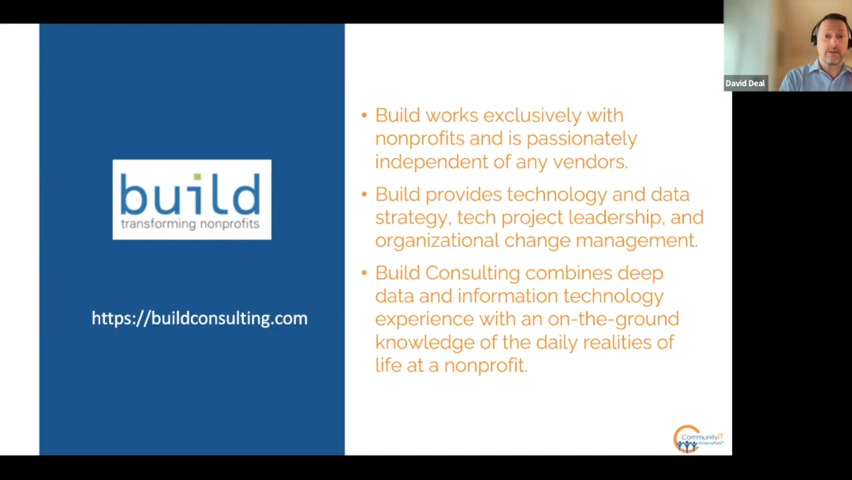 David Deal
build
transforming nonprofits
https://buildconsulting.com
• Build works exclusively with
nonprofits and is passionately
independent of any vendors.
• Build provides technology and data
strategy, tech project leadership, and
organizational change management.
• Build Consulting combines deep
data and information technology
experience with an on-the-ground
knowledge of the daily realities of
life at a nonprofit.
CommunityIT
Innovators